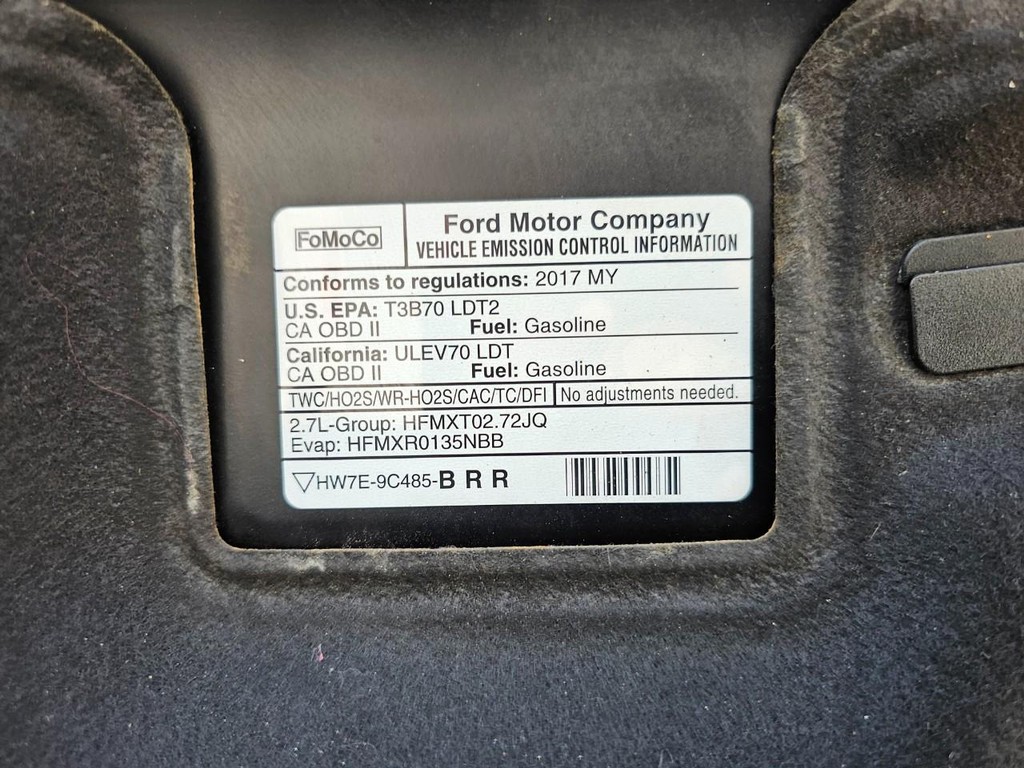 FoMoCo
Ford Motor Company
VEHICLE EMISSION CONTROL INFORMATION
Conforms to regulations: 2017 MY
U.S. EPA: T3B70 LDT2
CA OBD II Fuel: Gasoline
California: ULEV70 LDT
CA OBD II Fuel: Gasoline
TWC/HO2S/WR-HO2S/CAC/TC/DFI No adjustments needed.
2.7L-Group: HFMXT02.72JQ
Evap: HFMXR0135NBB
HW7E-9C485-B R R